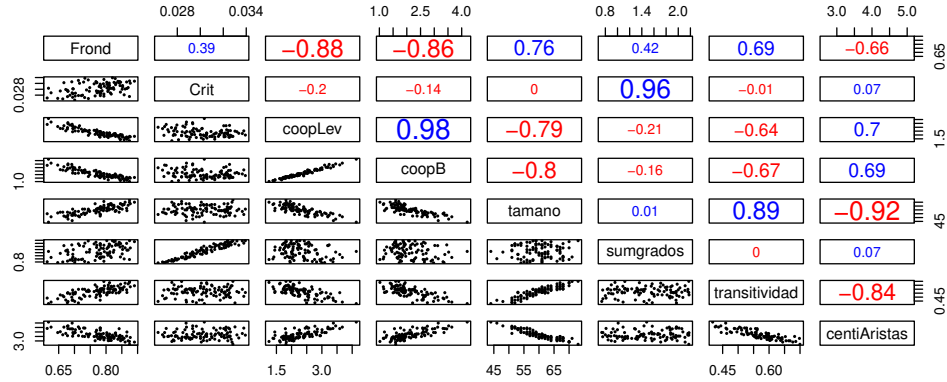 0.028 0.034 1.0 2.5 4.0 0.8 1.4 2.0 3.0 4.0 5.0
Frond 0.39 −0.88 −0.86 0.76 0.42 0.69 −0.66 0.65
0.028 Crit −0.2 −0.14 0 0.96 −0.01 0.07
coopLev 0.98 −0.79 −0.21 −0.64 0.7 1.5
1.0 coopB −0.8 −0.16 −0.67 0.69
tamano 0.01 0.89 −0.92 45
0.8 sumgrados 0 0.07
transitividad −0.84 0.45
3.0 centiAristas
0.65 0.80 1.5 3.0 45 55 65 0.45 0.60